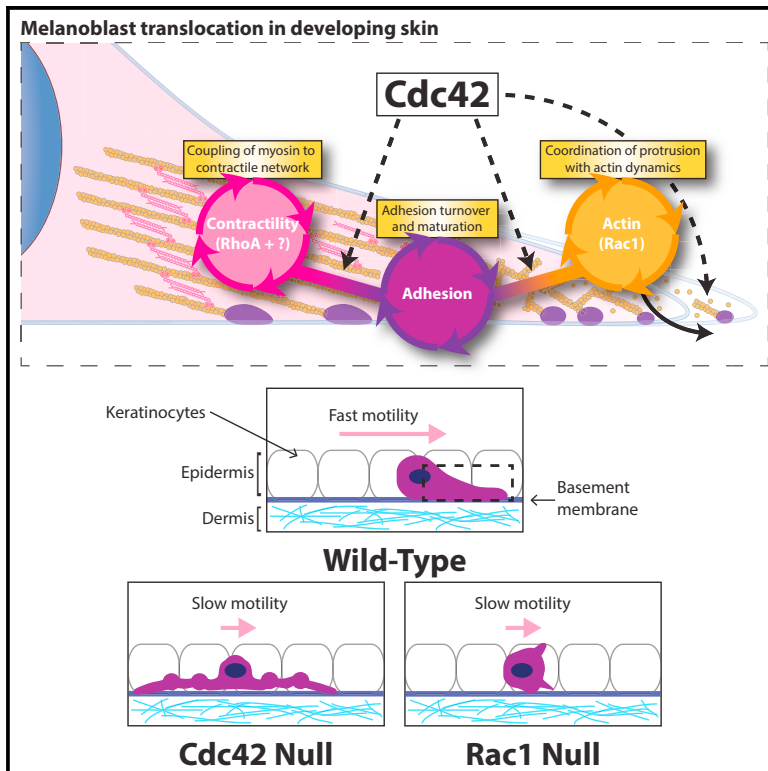 Melanoblast translocation in developing skin
Cdc42
Coupling of myosin to
contractile network
Coordination of protrusion
with actin dynamics
Adhesion turnover
and maturation
Contractility
(RhoA + ?)
Actin
(Rac1)
Adhesion
Keratinocytes
Fast motility
Epidermis
Dermis
Basement
membrane
Wild-Type
Slow motility
Slow motility
Cdc42 Null
Rac1 Null